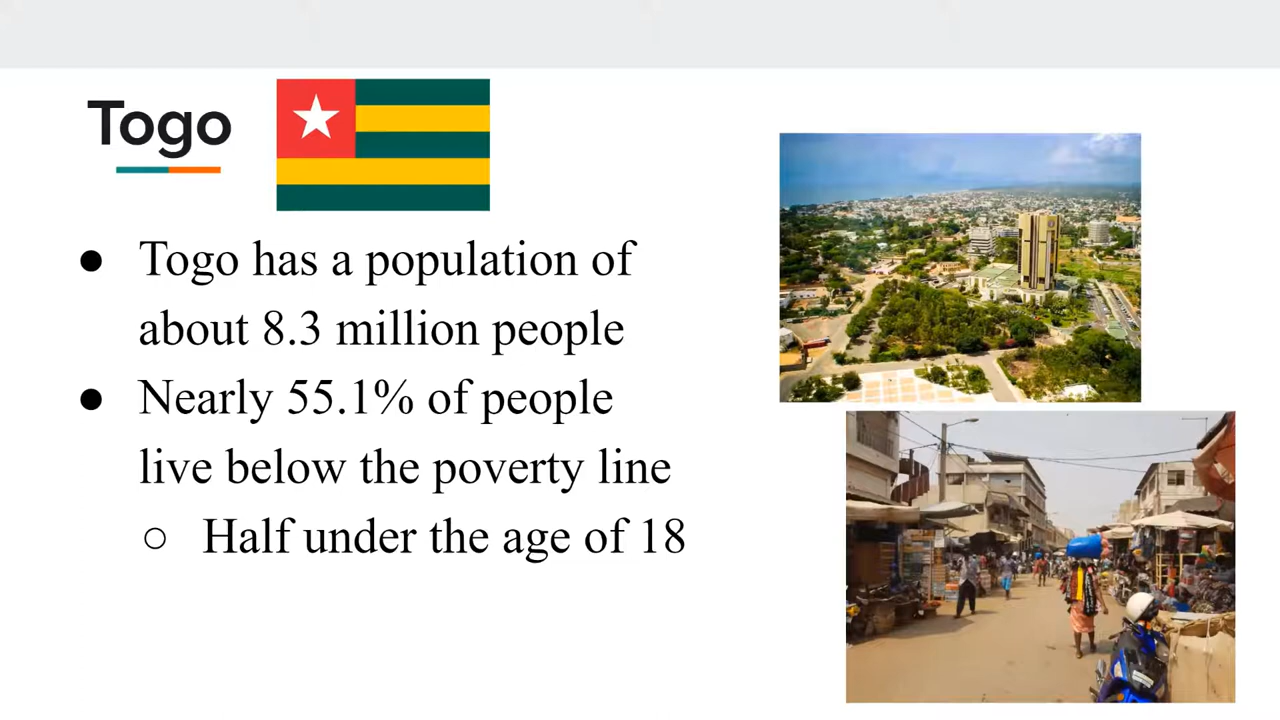 Togo
● Togo has a population of
about 8.3 million people
● Nearly 55.1% of people
live below the poverty line
○ Half under the age of 18